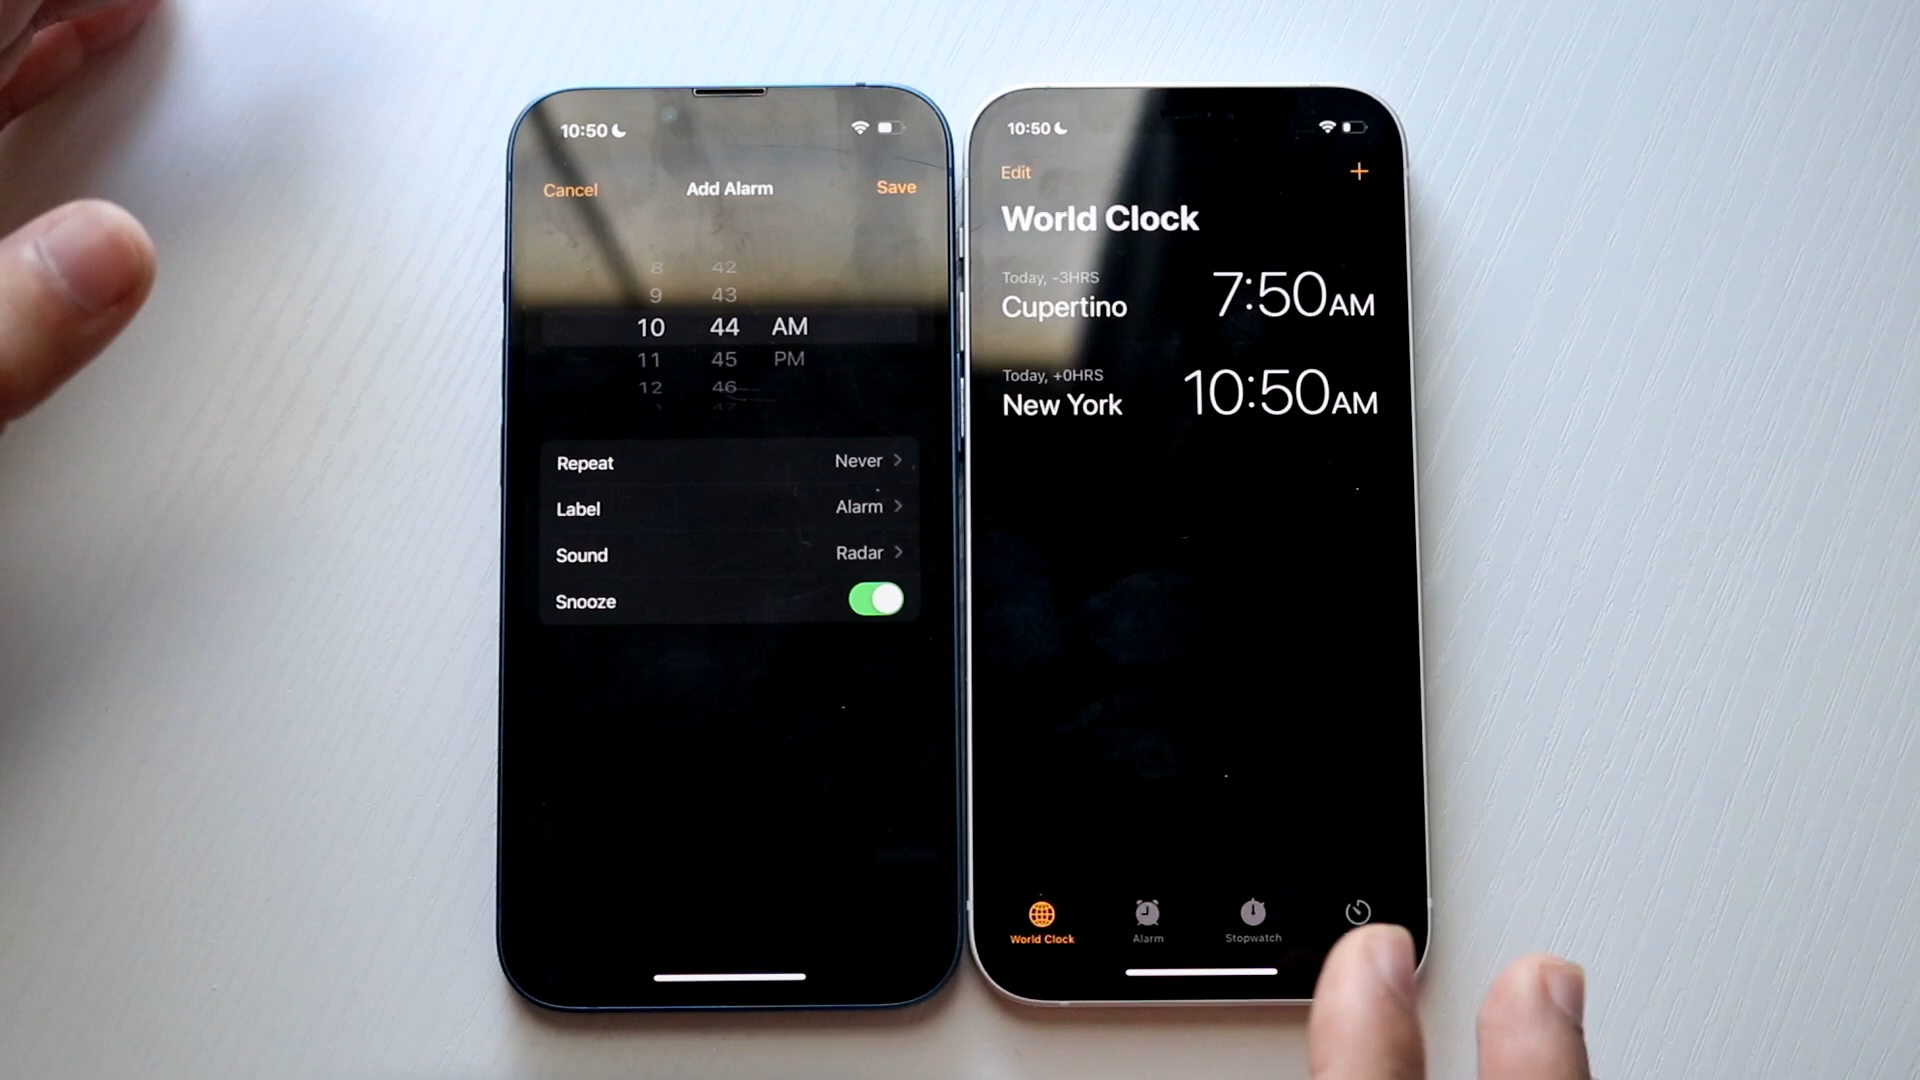 10:50
Cancel Add Alarm Save
8 42
9 43
10 44 AM
11 45 PM
12 46
1 47
Repeat Never
Label Alarm
Sound Radar
Snooze
10:50
Edit +
World Clock
Today, -3HRS
Cupertino 7:50AM
Today, +0HRS
New York 10:50AM
World Clock Alarm Stopwatch